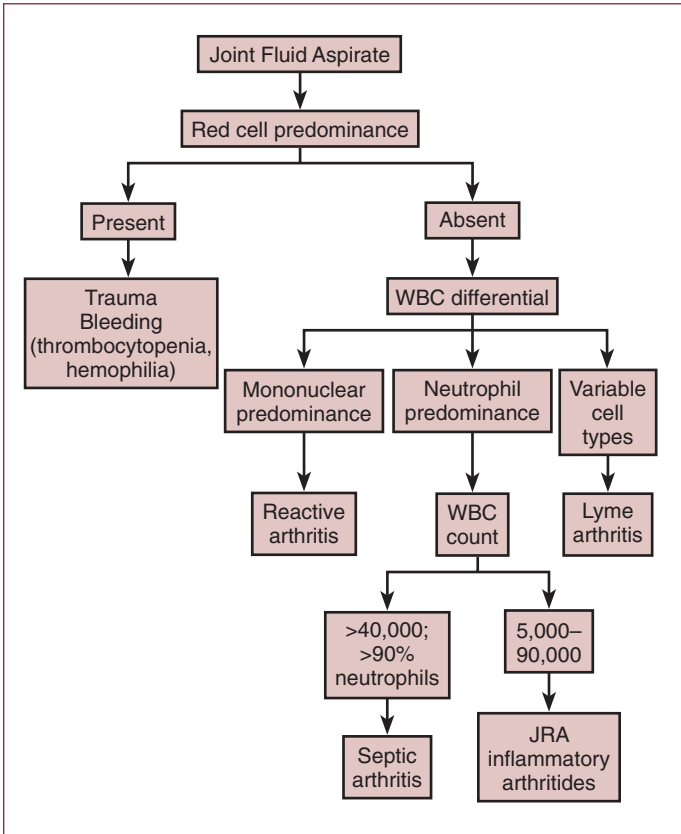 Joint Fluid Aspirate
Red cell predominance
Present
Absent
Trauma
Bleeding
(thrombocytopenia,
hemophilia)
WBC differential
Mononuclear
predominance
Neutrophil
predominance
Variable
cell
types
Reactive
arthritis
WBC
count
Lyme
arthritis
>40,000;
>90%
neutrophils
5,000–
90,000
Septic
arthritis
JRA
inflammatory
arthritides